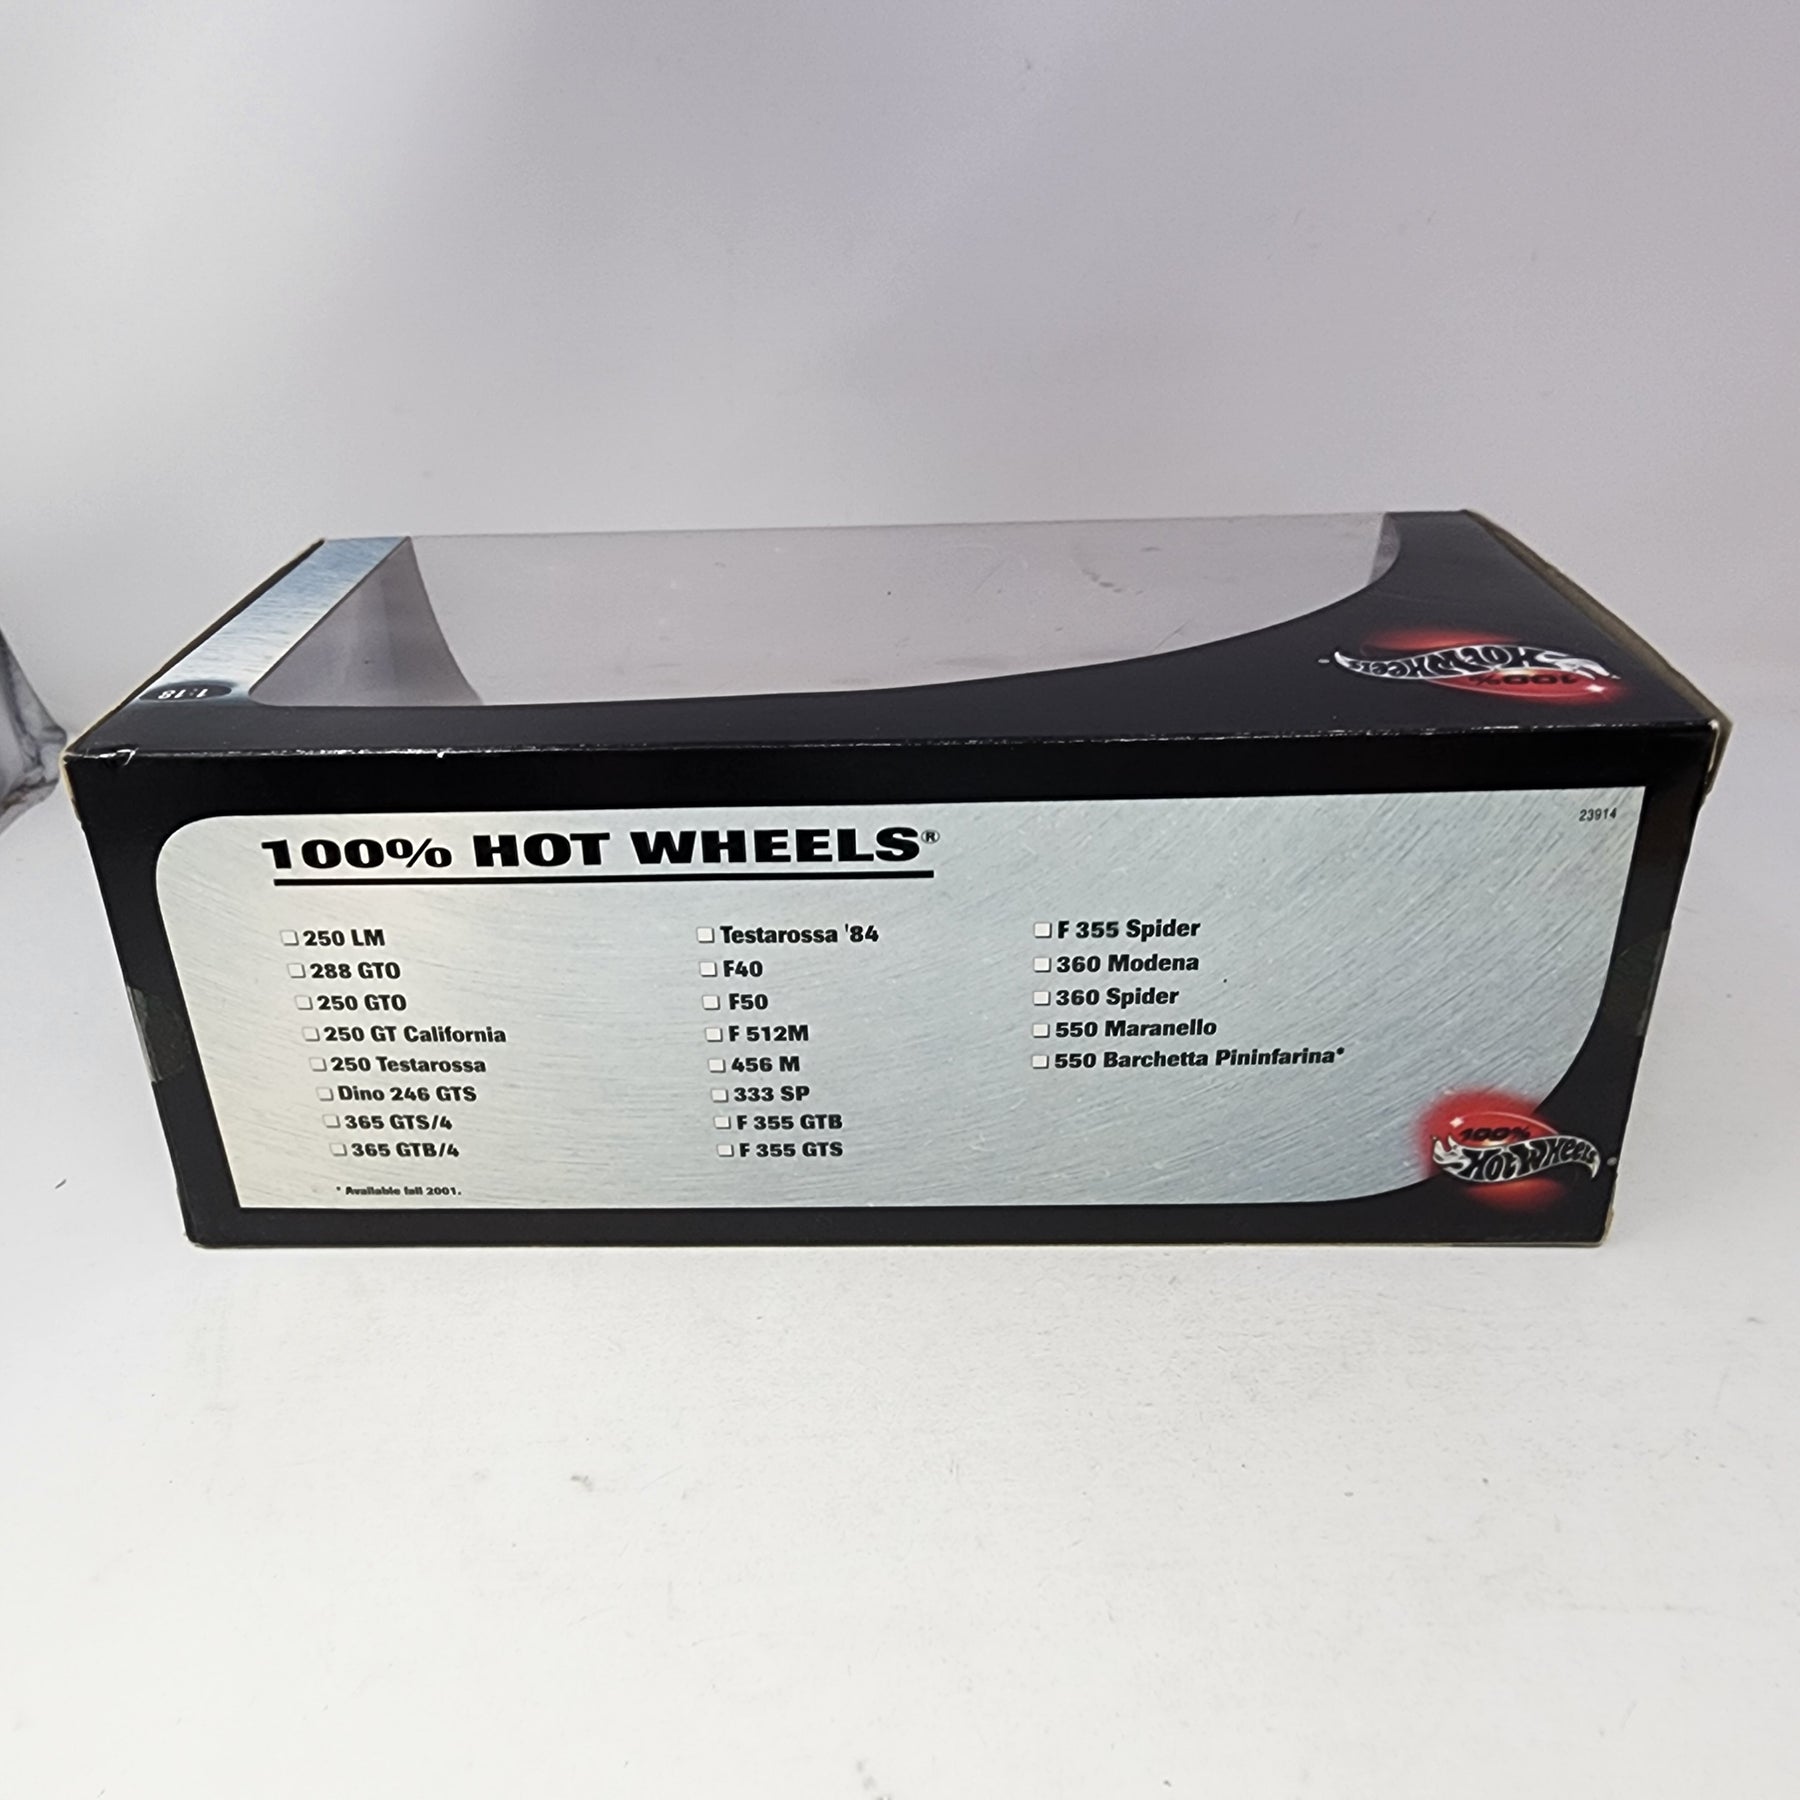 1:18
100%
Hot Wheels
23914
100% HOT WHEELS®
250 LM
288 GTO
250 GTO
250 GT California
250 Testarossa
Dino 246 GTS
365 GTS/4
365 GTB/4
* Available fall 2001.
Testarossa '84
F40
F50
F 512M
456 M
333 SP
F 355 GTB
F 355 GTS
F 355 Spider
360 Modena
360 Spider
550 Maranello
550 Barchetta Pininfarina*
100%
Hot Wheels